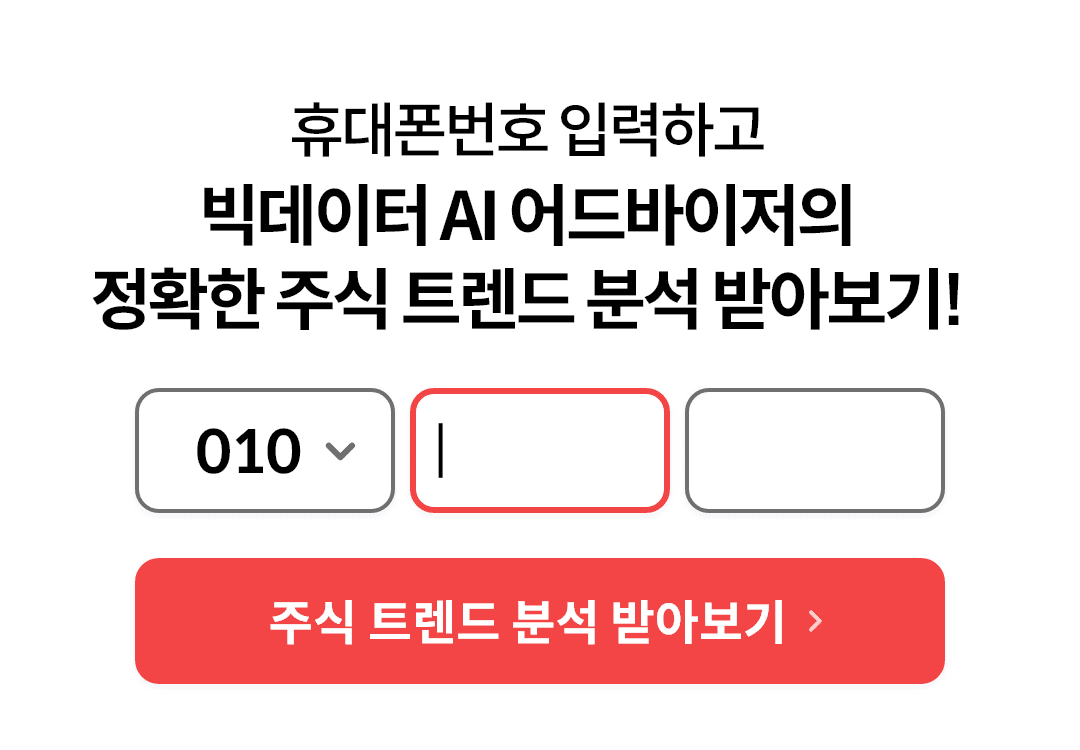 휴대폰번호 입력하고
빅데이터 AI 어드바이저의
정확한 주식 트렌드 분석 받아보기!
010
주식 트렌드 분석 받아보기